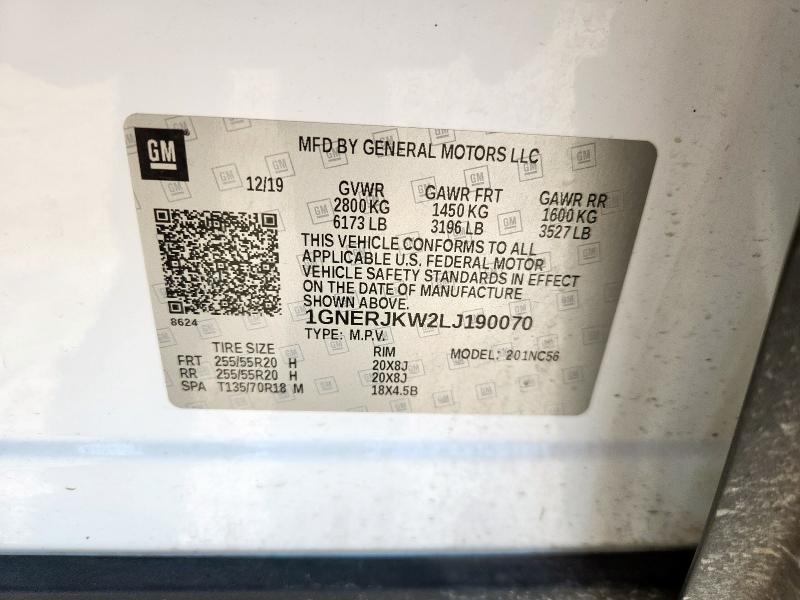 GM
MFD BY GENERAL MOTORS LLC
12/19 GVWR GAWR FRT GAWR RR
2800 KG 1450 KG 1600 KG
6173 LB 3196 LB 3527 LB
THIS VEHICLE CONFORMS TO ALL
APPLICABLE U.S. FEDERAL MOTOR
VEHICLE SAFETY STANDARDS IN EFFECT
ON THE DATE OF MANUFACTURE
SHOWN ABOVE.
8624
1GNERJKW2LJ190070
TYPE: M.P.V.
TIRE SIZE RIM MODEL: 201NC56
FRT 255/55R20 H 20X8J
RR 255/55R20 H 20X8J
SPA T135/70R18 M 18X4.5B